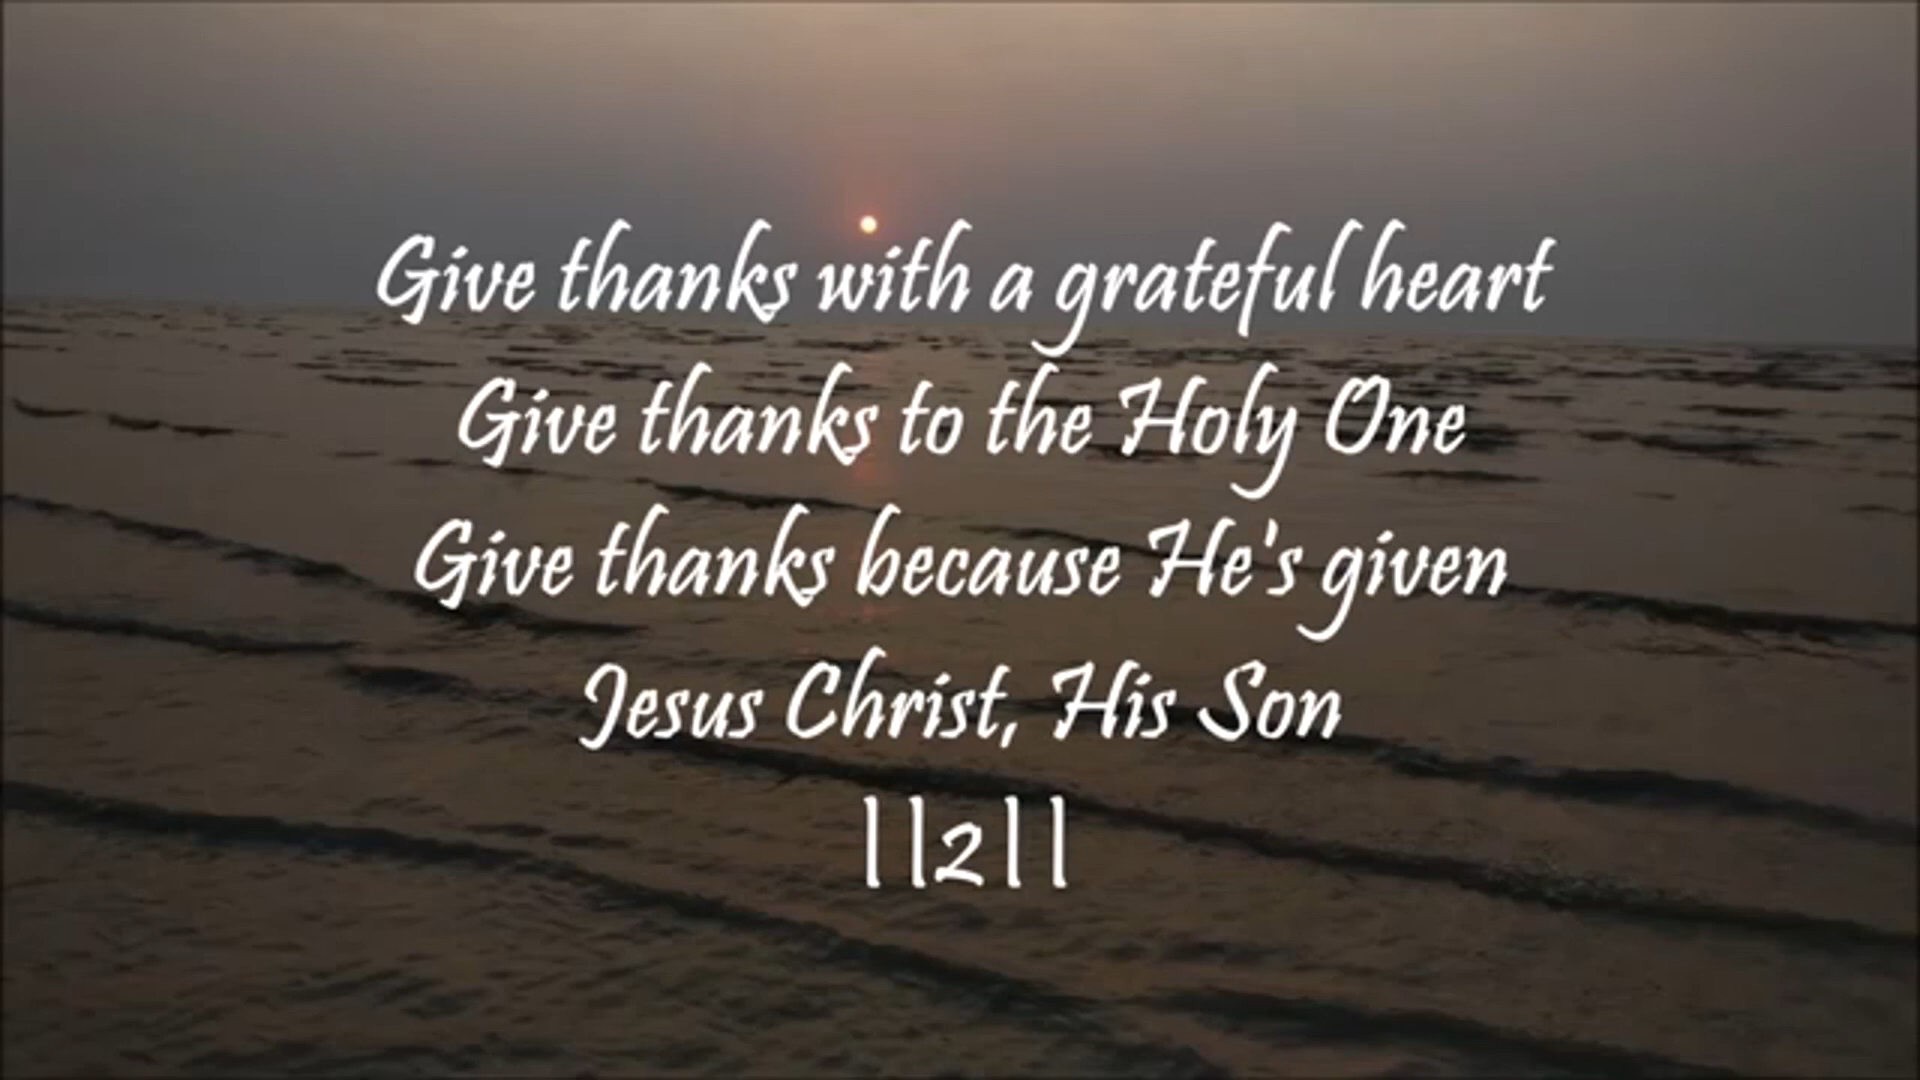 Give thanks with a grateful heart
Give thanks to the Holy One
Give thanks because He's given
Jesus Christ, His Son
||2||